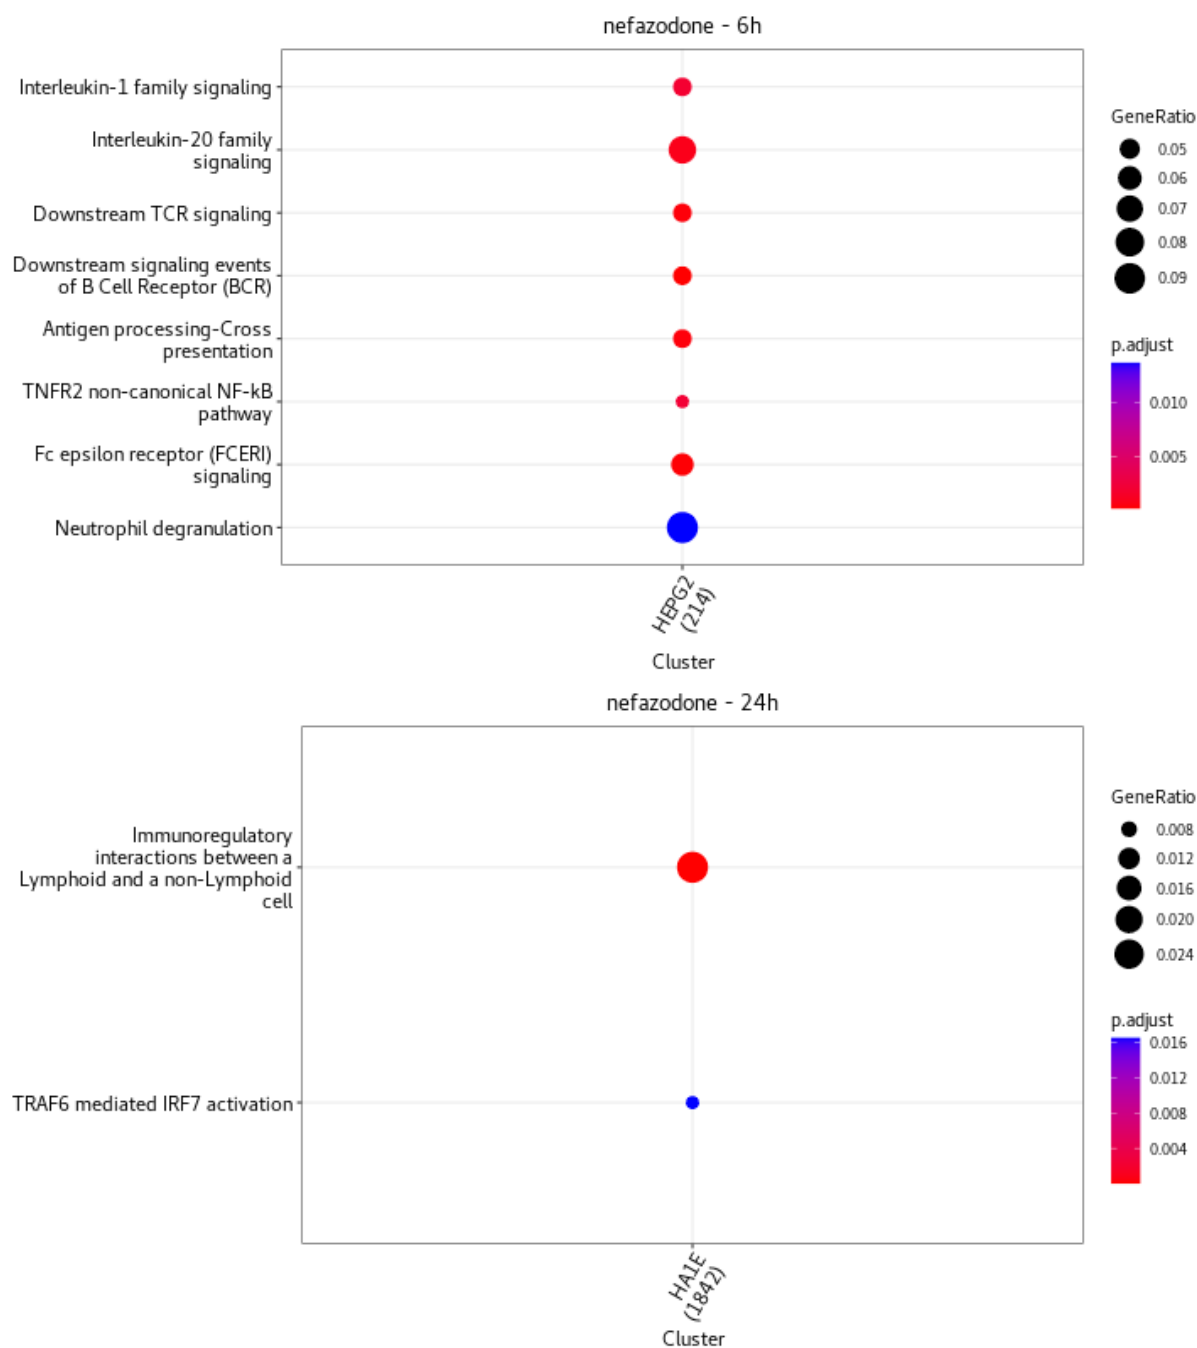 nefazodone - 6h
Interleukin-1 family signaling
Interleukin-20 family
signaling
Downstream TCR signaling
Downstream signaling events
of B Cell Receptor (BCR)
Antigen processing-Cross
presentation
TNFR2 non-canonical NF-kB
pathway
Fc epsilon receptor (FCERI)
signaling
Neutrophil degranulation
HEPG2
(214)
Cluster
GeneRatio
0.05
0.06
0.07
0.08
0.09
p.adjust
0.010
0.005
nefazodone - 24h
Immunoregulatory
interactions between a
Lymphoid and a non-Lymphoid
cell
TRAF6 mediated IRF7 activation
HA1E
(1842)
Cluster
GeneRatio
0.008
0.012
0.016
0.020
0.024
p.adjust
0.016
0.012
0.008
0.004